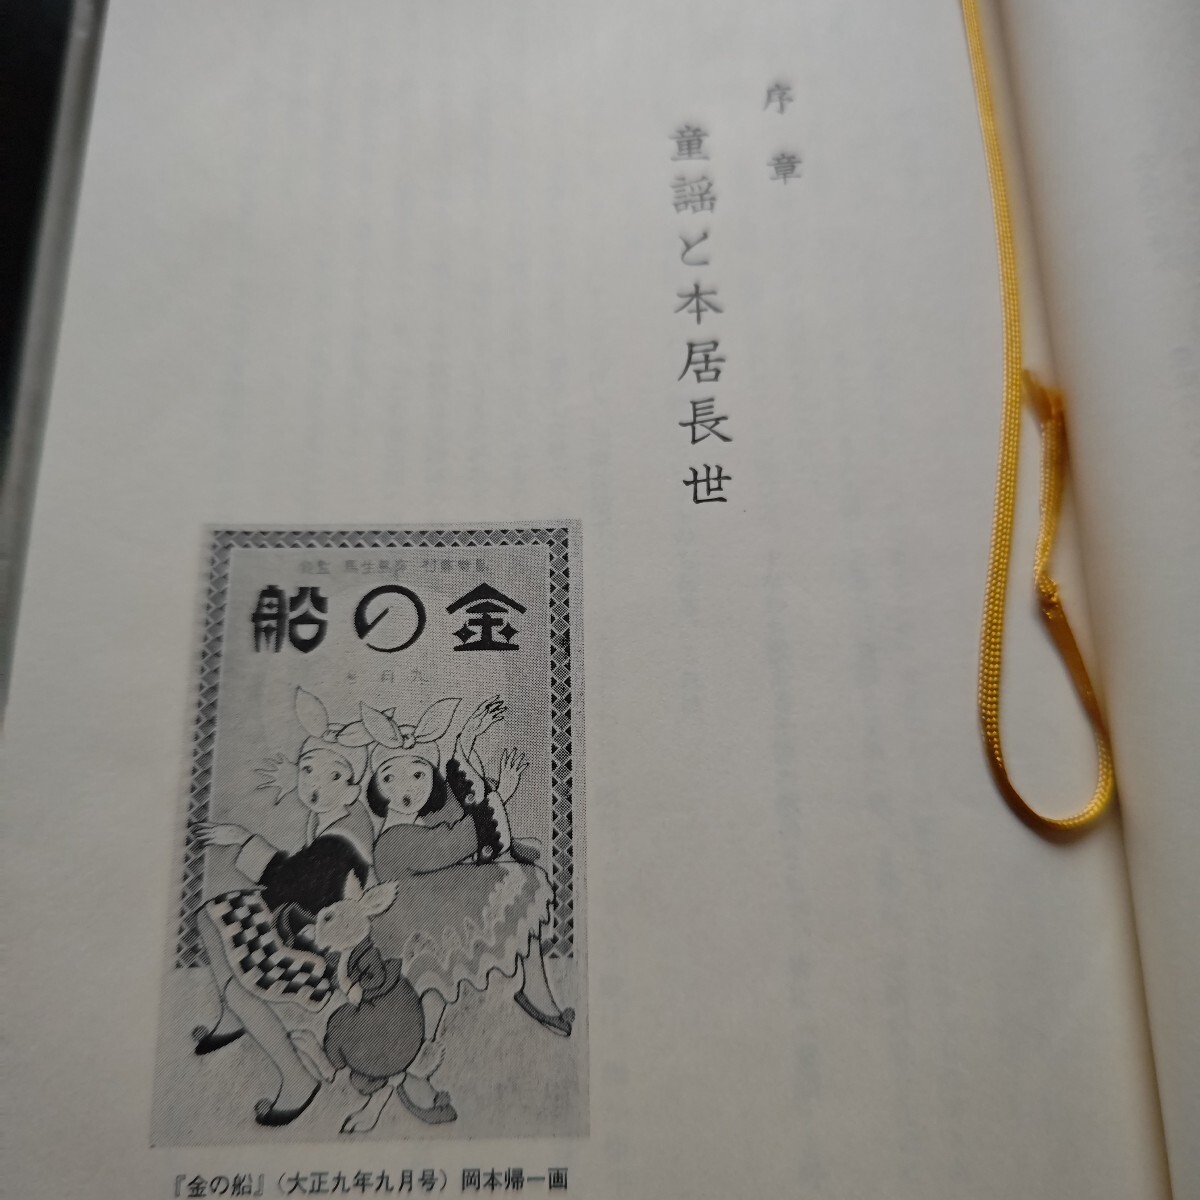 序章
童謡と本居長世
金の船
九月号
『金の船』（大正九年九月号）岡本帰一画